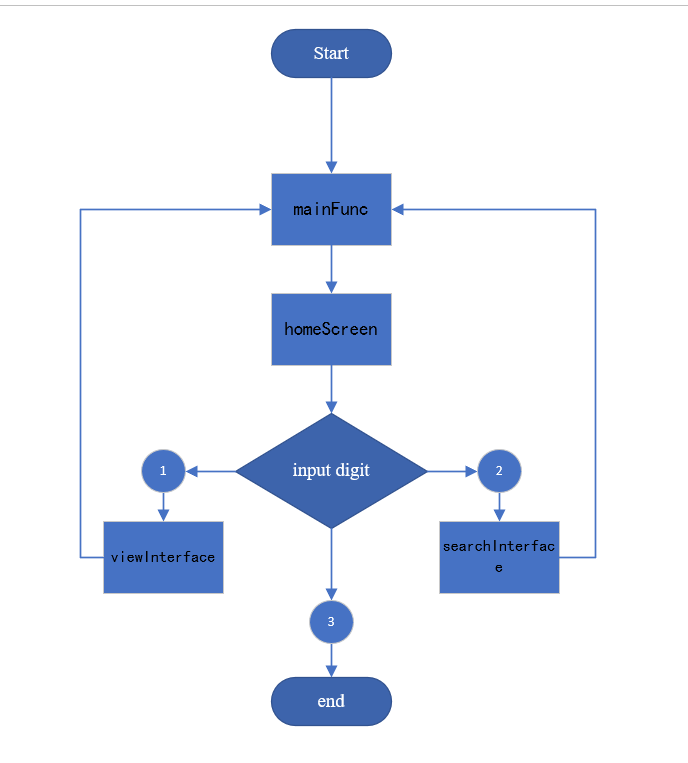 Start
mainFunc
homeScreen
input digit
1
2
viewInterface
searchInterfac
e
3
end